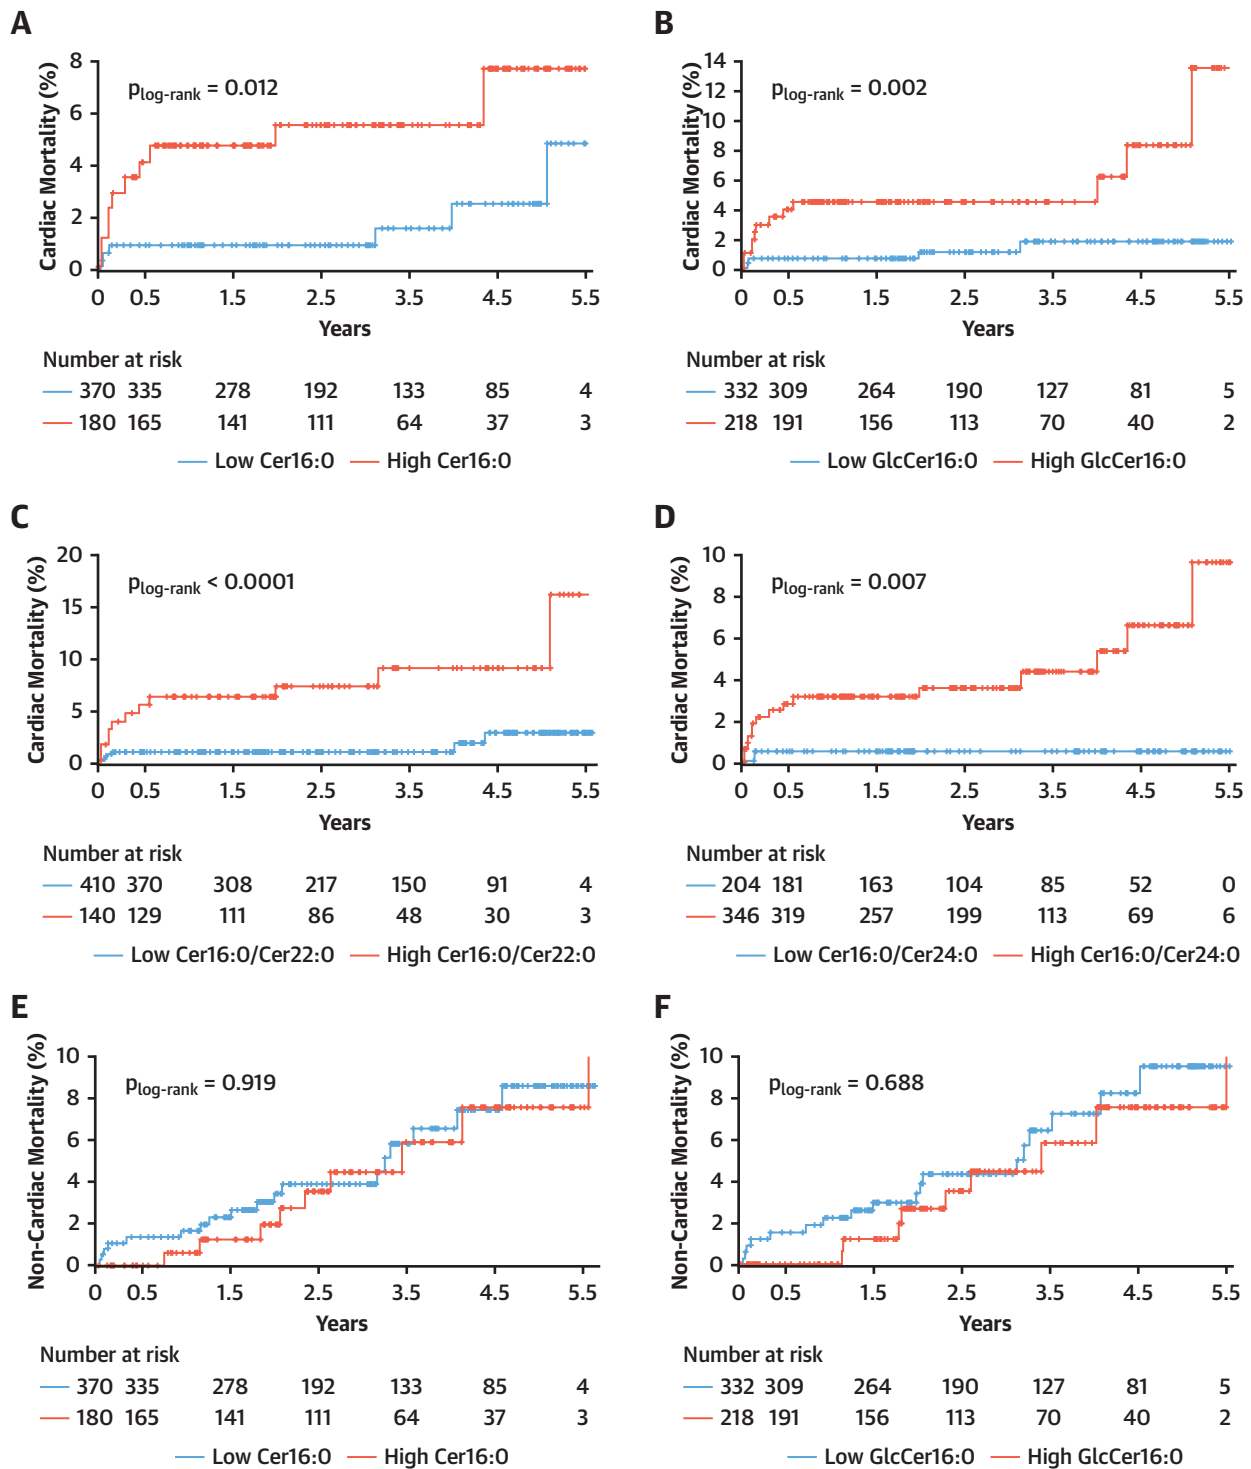 A
Cardiac Mortality (%)
8
6
4
2
0
p log-rank = 0.012
0 0.5 1.5 2.5 3.5 4.5 5.5
Years
Number at risk
370 335 278 192 133 85 4
180 165 141 111 64 37 3
Low Cer16:0 High Cer16:0
B
Cardiac Mortality (%)
14
12
10
8
6
4
2
0
p log-rank = 0.002
0 0.5 1.5 2.5 3.5 4.5 5.5
Years
Number at risk
332 309 264 190 127 81 5
218 191 156 113 70 40 2
Low GlcCer16:0 High GlcCer16:0
C
Cardiac Mortality (%)
20
15
10
5
0
p log-rank < 0.0001
0 0.5 1.5 2.5 3.5 4.5 5.5
Years
Number at risk
410 370 308 217 150 91 4
140 129 111 86 48 30 3
Low Cer16:0/Cer22:0 High Cer16:0/Cer22:0
D
Cardiac Mortality (%)
10
8
6
4
2
0
p log-rank = 0.007
0 0.5 1.5 2.5 3.5 4.5 5.5
Years
Number at risk
204 181 163 104 85 52 0
346 319 257 199 113 69 6
Low Cer16:0/Cer24:0 High Cer16:0/Cer24:0
E
Non-Cardiac Mortality (%)
10
8
6
4
2
0
p log-rank = 0.919
0 0.5 1.5 2.5 3.5 4.5 5.5
Years
Number at risk
370 335 278 192 133 85 4
180 165 141 111 64 37 3
Low Cer16:0 High Cer16:0
F
Non-Cardiac Mortality (%)
10
8
6
4
2
0
p log-rank = 0.688
0 0.5 1.5 2.5 3.5 4.5 5.5
Years
Number at risk
332 309 264 190 127 81 5
218 191 156 113 70 40 2
Low GlcCer16:0 High GlcCer16:0